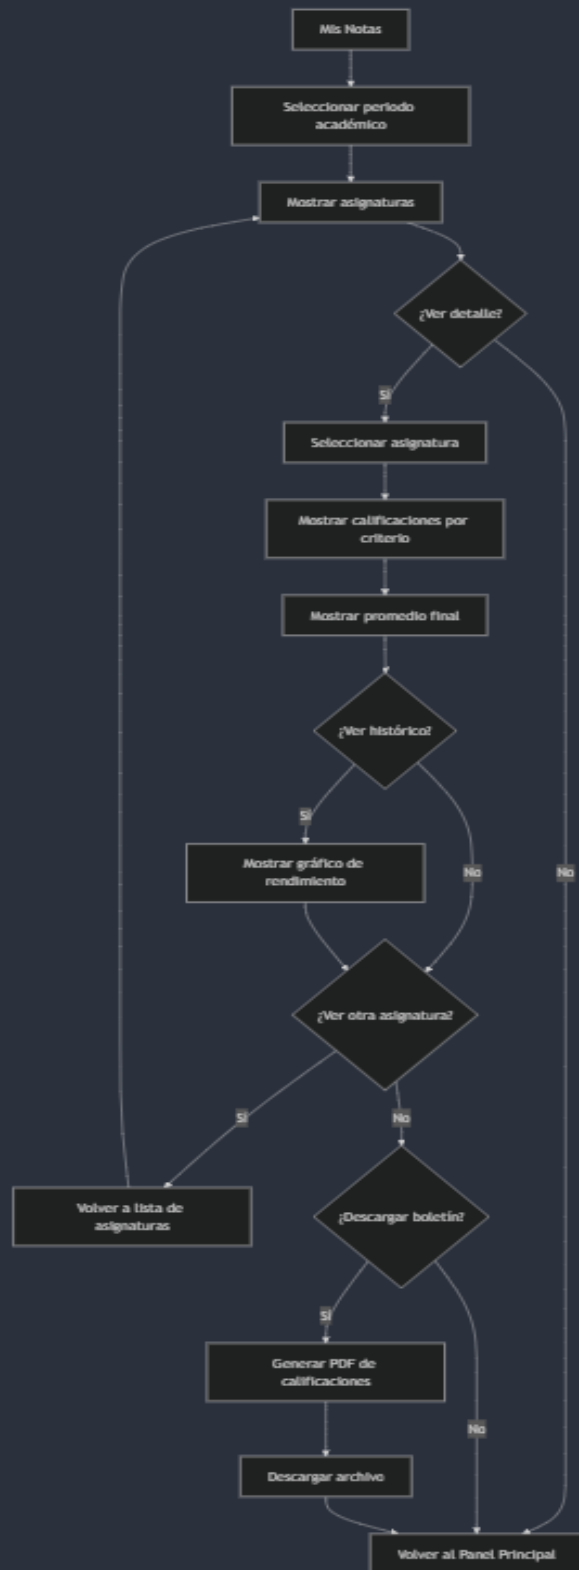 Mis Notas
Seleccionar periodo
académico
Mostrar asignaturas
¿Ver detalle?
Sí
Seleccionar asignatura
Mostrar calificaciones por
criterio
Mostrar promedio final
¿Ver histórico?
Sí
Mostrar gráfico de
rendimiento
No
No
¿Ver otra asignatura?
Sí
No
Volver a lista de
asignaturas
¿Descargar boletín?
Sí
Generar PDF de
calificaciones
No
Descargar archivo
Volver al Panel Principal